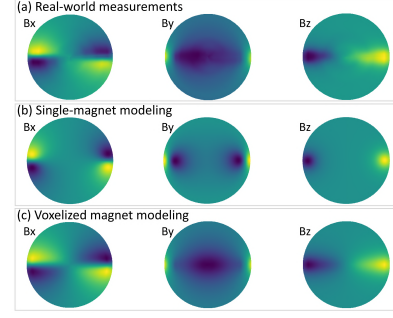 (a) Real-world measurements
Bx By Bz
(b) Single-magnet modeling
Bx By Bz
(c) Voxelized magnet modeling
Bx By Bz